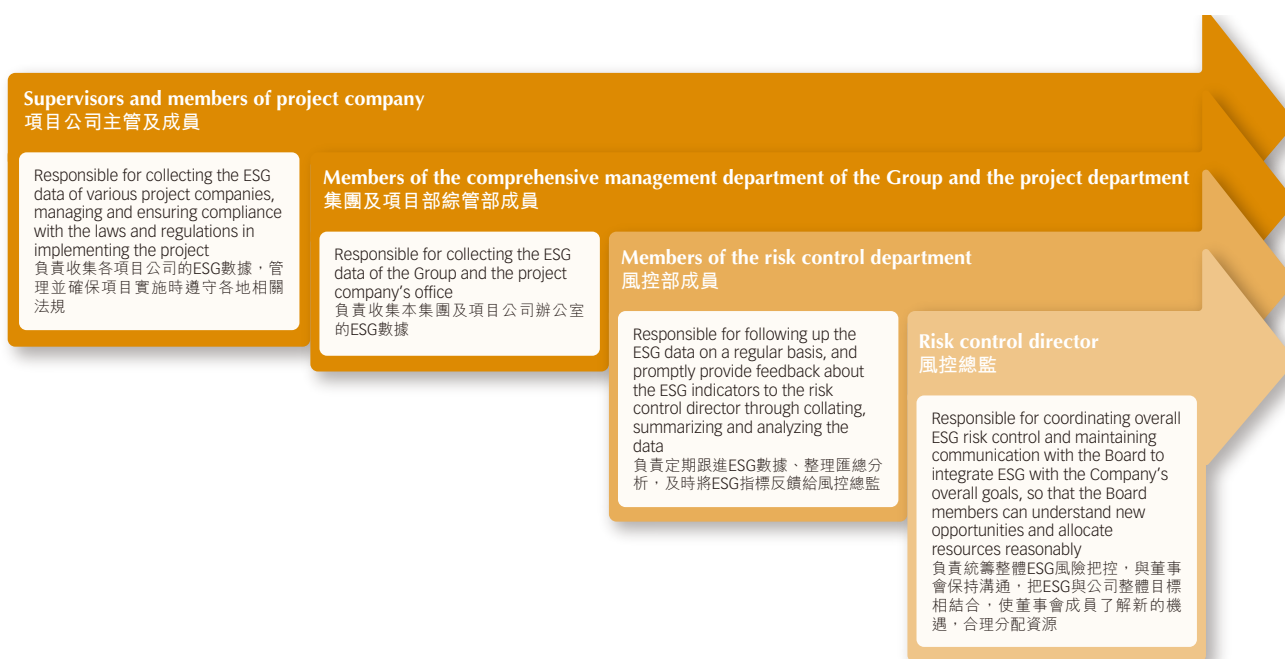 Supervisors and members of project company
項目公司主管及成員
Responsible for collecting the ESG
data of various project companies,
managing and ensuring compliance
with the laws and regulations in
implementing the project
負責收集各項目公司的ESG數據，管
理並確保項目實施時遵守各地相關
法規
Members of the comprehensive management department of the Group and the project department
集團及項目部綜管部成員
Responsible for collecting the ESG
data of the Group and the project
company’s office
負責收集本集團及項目公司辦公室
的ESG數據
Members of the risk control department
風控部成員
Responsible for following up the
ESG data on a regular basis, and
promptly provide feedback about
the ESG indicators to the risk
control director through collating,
summarizing and analyzing the
data
負責定期跟進ESG數據、整理匯總分
析，及時將ESG指標反饋給風控總監
Risk control director
風控總監
Responsible for coordinating overall
ESG risk control and maintaining
communication with the Board to
integrate ESG with the Company’s
overall goals, so that the Board
members can understand new
opportunities and allocate
resources reasonably
負責統籌整體ESG風險把控，與董事
會保持溝通，把ESG與公司整體目標
相結合，使董事會成員了解新的機
遇，合理分配資源